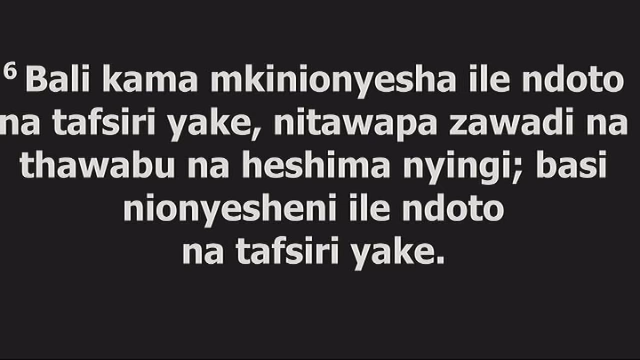 6 Bali kama mkinionyesha ile ndoto
na tafsiri yake, nitawapa zawadi na
thawabu na heshima nyingi; basi
nionyesheni ile ndoto
na tafsiri yake.